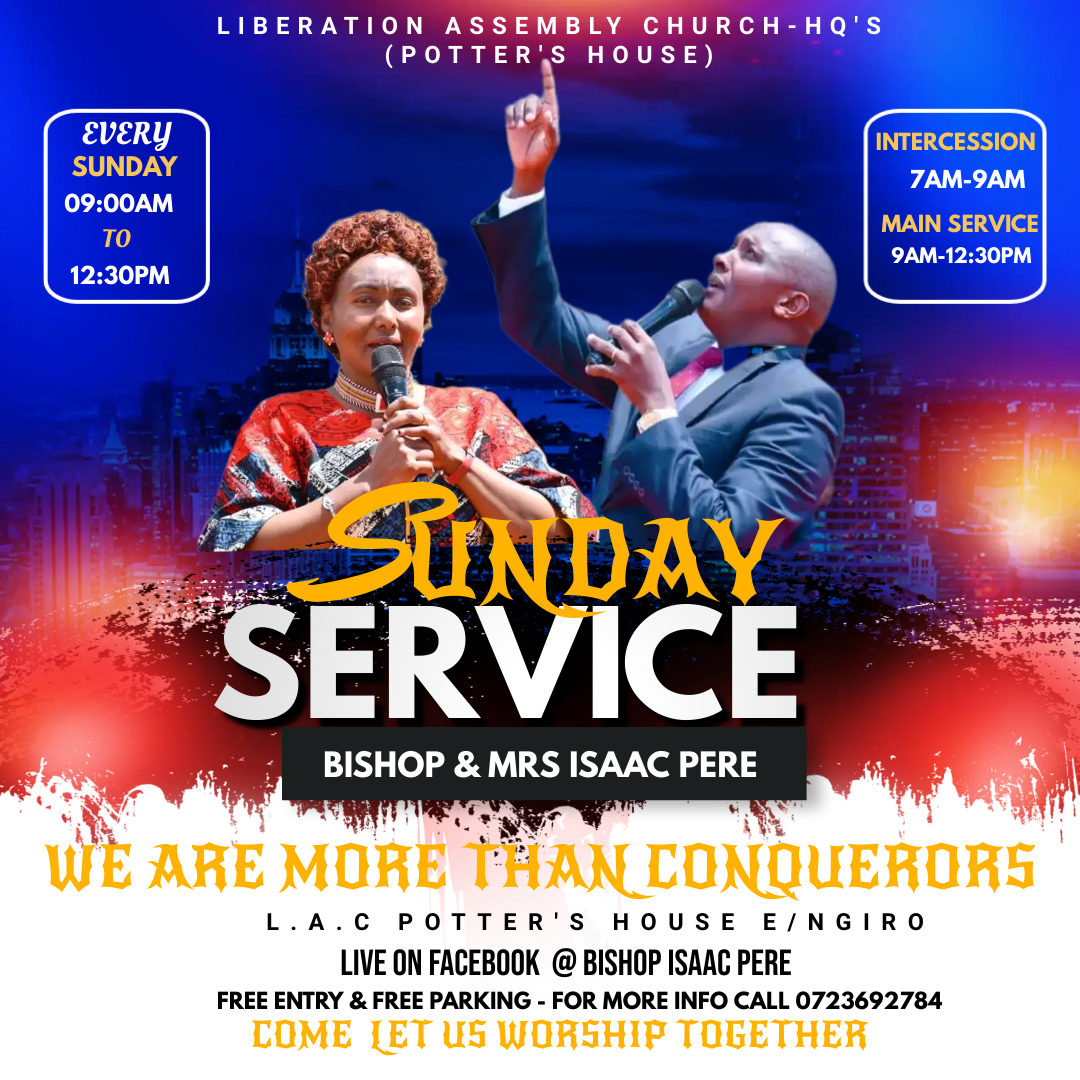 LIBERATION ASSEMBLY CHURCH-HQ'S
(POTTER'S HOUSE)
EVERY
SUNDAY
09:00AM
TO
12:30PM
INTERCESSION
7AM-9AM
MAIN SERVICE
9AM-12:30PM
SUNDAY
SERVICE
BISHOP & MRS ISAAC PERE
WE ARE MORE THAN CONQUERORS
L.A.C POTTER'S HOUSE E/NGIRO
LIVE ON FACEBOOK @ BISHOP ISAAC PERE
FREE ENTRY & FREE PARKING - FOR MORE INFO CALL 0723692784
COME LET US WORSHIP TOGETHER